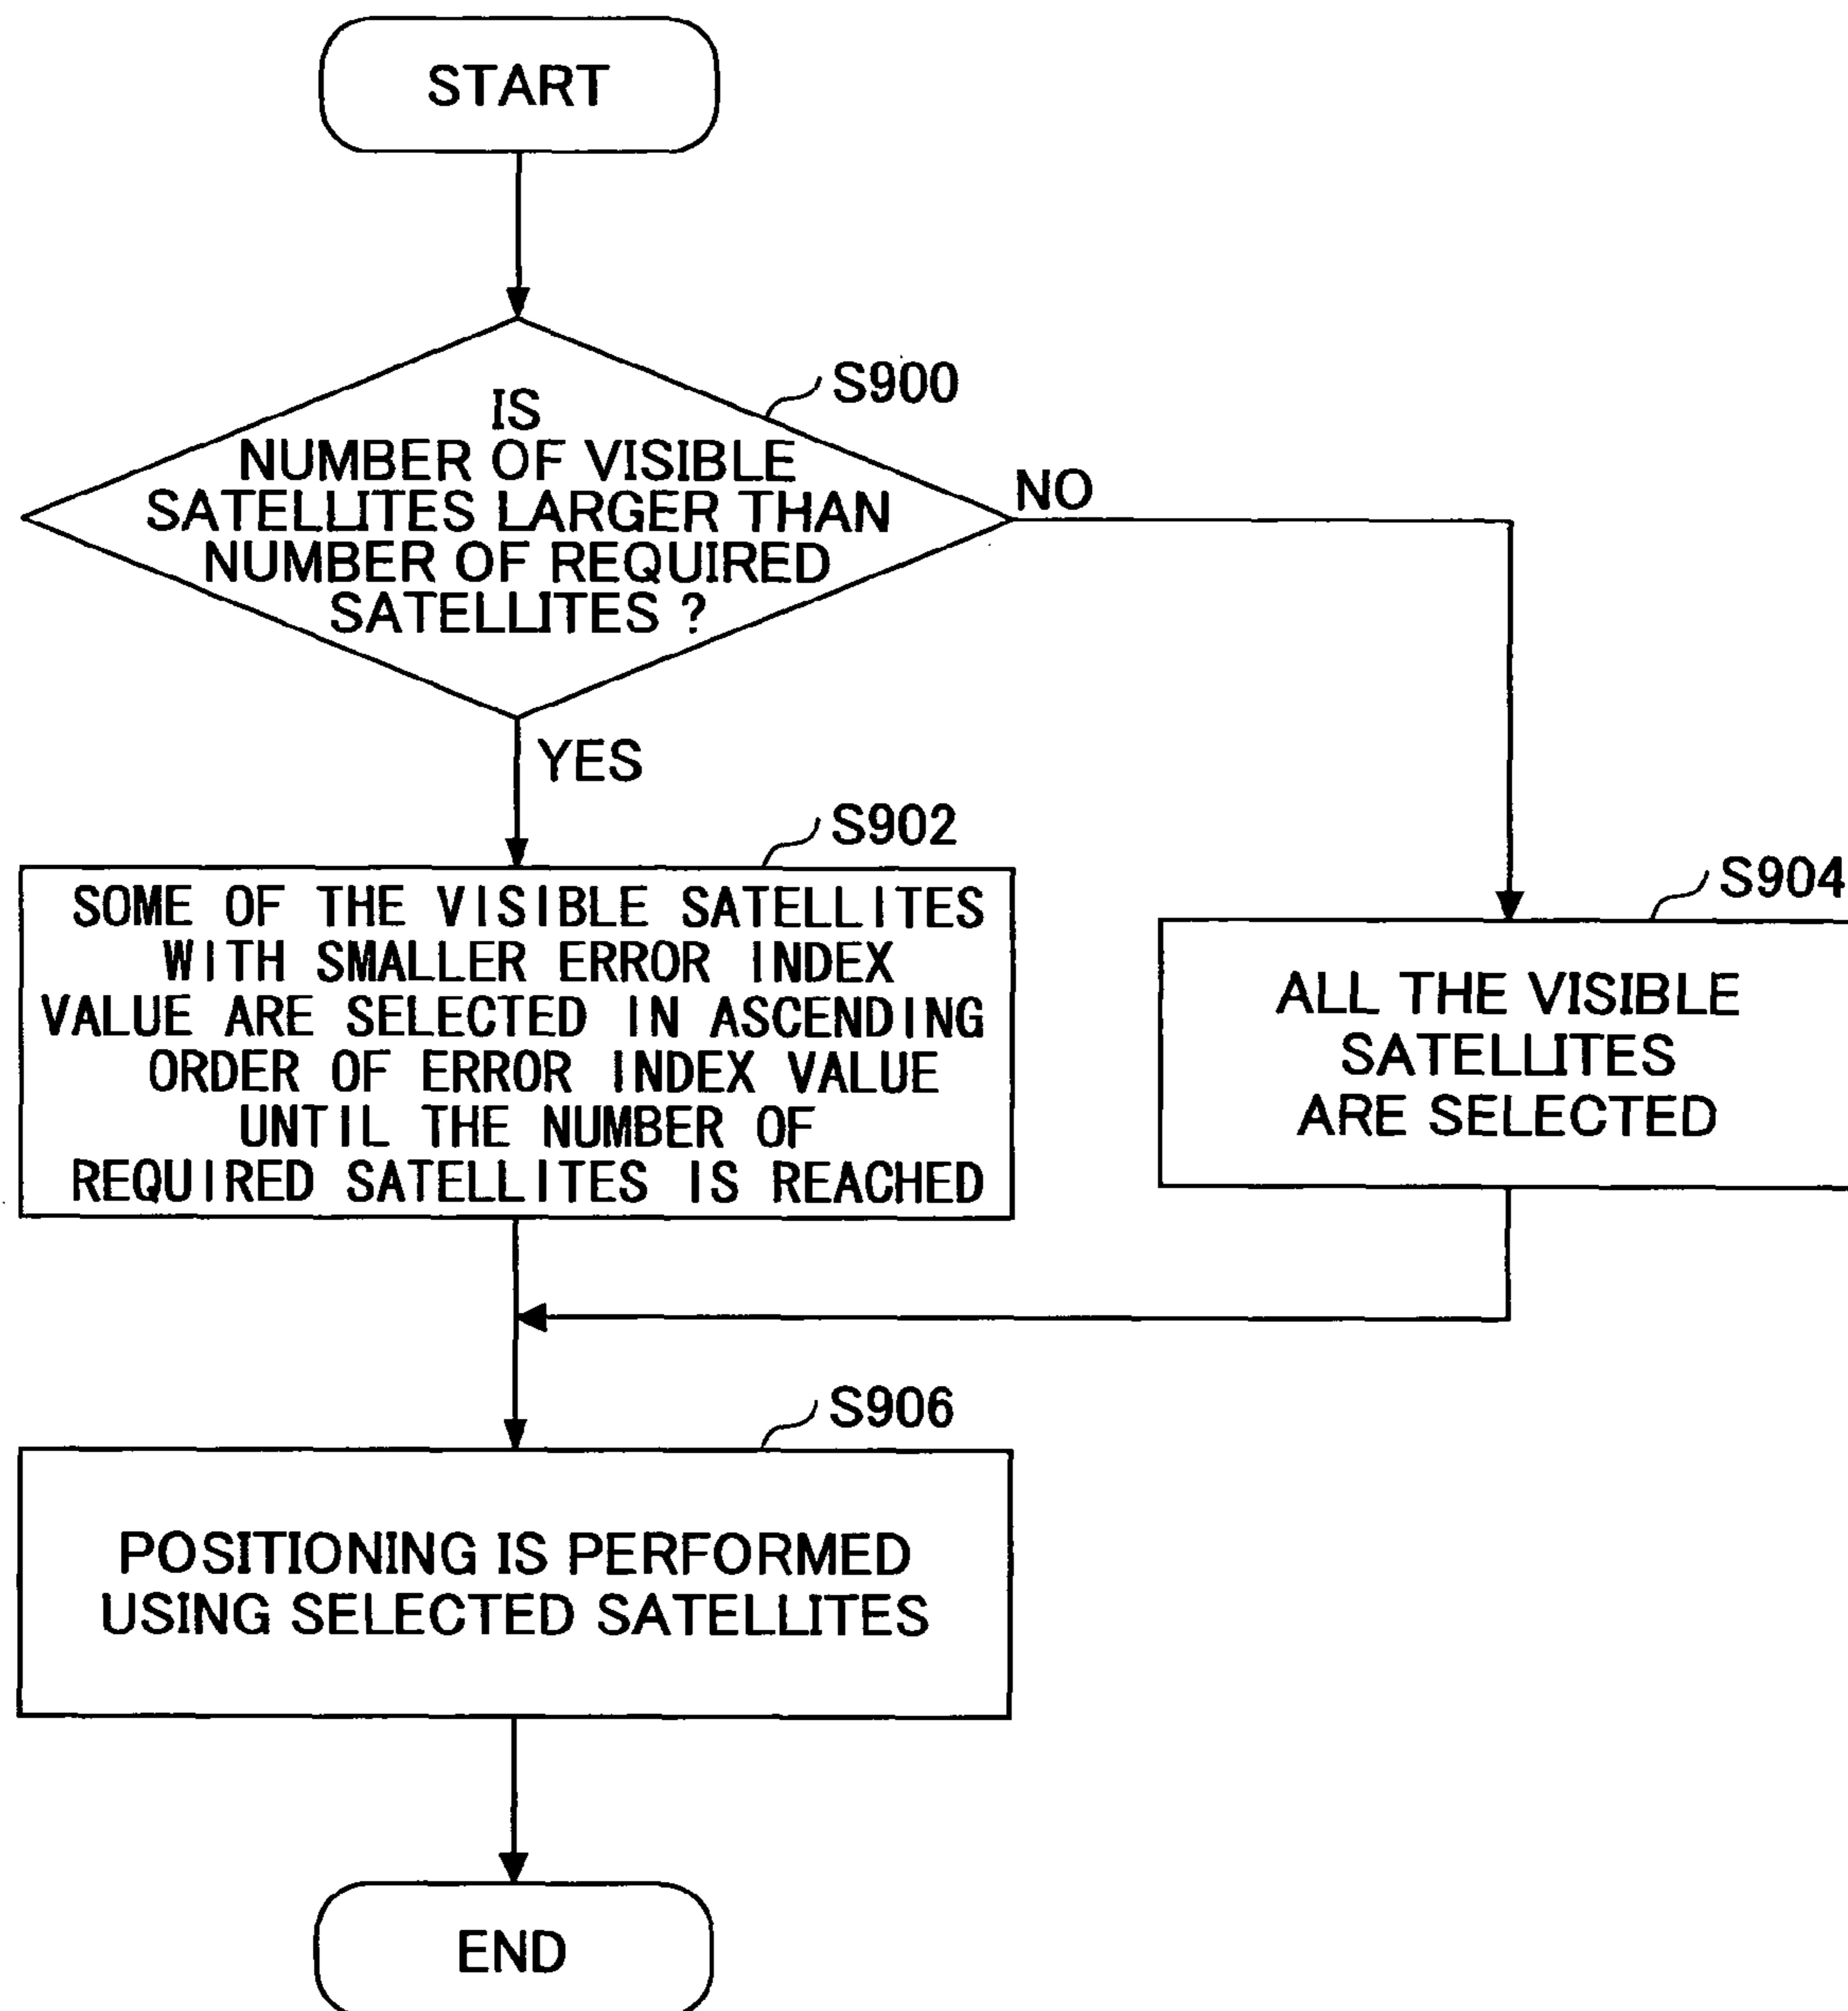 START
S900
IS
NUMBER OF VISIBLE
SATELLITES LARGER THAN
NUMBER OF REQUIRED
SATELLITES ?
NO
YES
S902
SOME OF THE VISIBLE SATELLITES
WITH SMALLER ERROR INDEX
VALUE ARE SELECTED IN ASCENDING
ORDER OF ERROR INDEX VALUE
UNTIL THE NUMBER OF
REQUIRED SATELLITES IS REACHED
S904
ALL THE VISIBLE
SATELLITES
ARE SELECTED
S906
POSITIONING IS PERFORMED
USING SELECTED SATELLITES
END